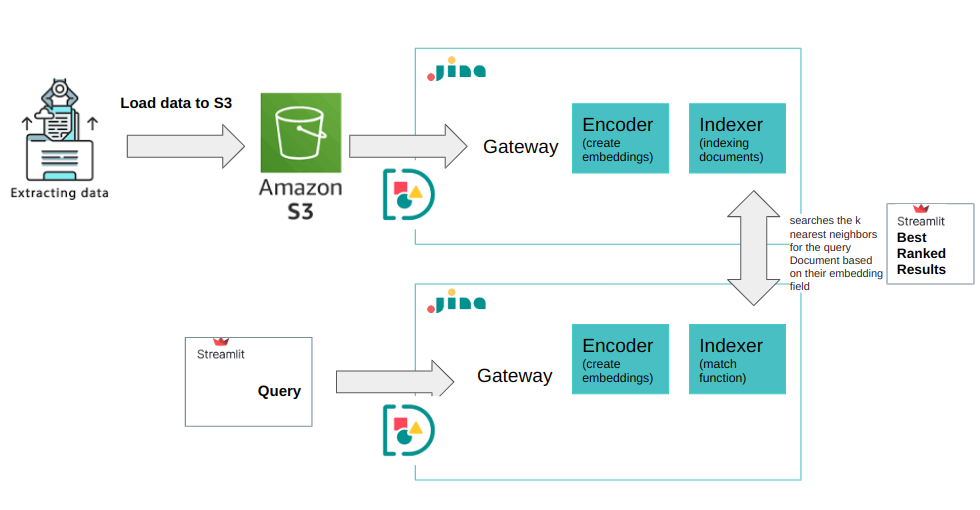 Load data to S3
Extracting data
Amazon
S3
Jina
Gateway
Encoder
(create
embeddings)
Indexer
(indexing
documents)
searches the k
nearest neighbors
for the query
Document based
on their embedding
field
Streamlit
Best
Ranked
Results
Streamlit
Query
Jina
Gateway
Encoder
(create
embeddings)
Indexer
(match
function)